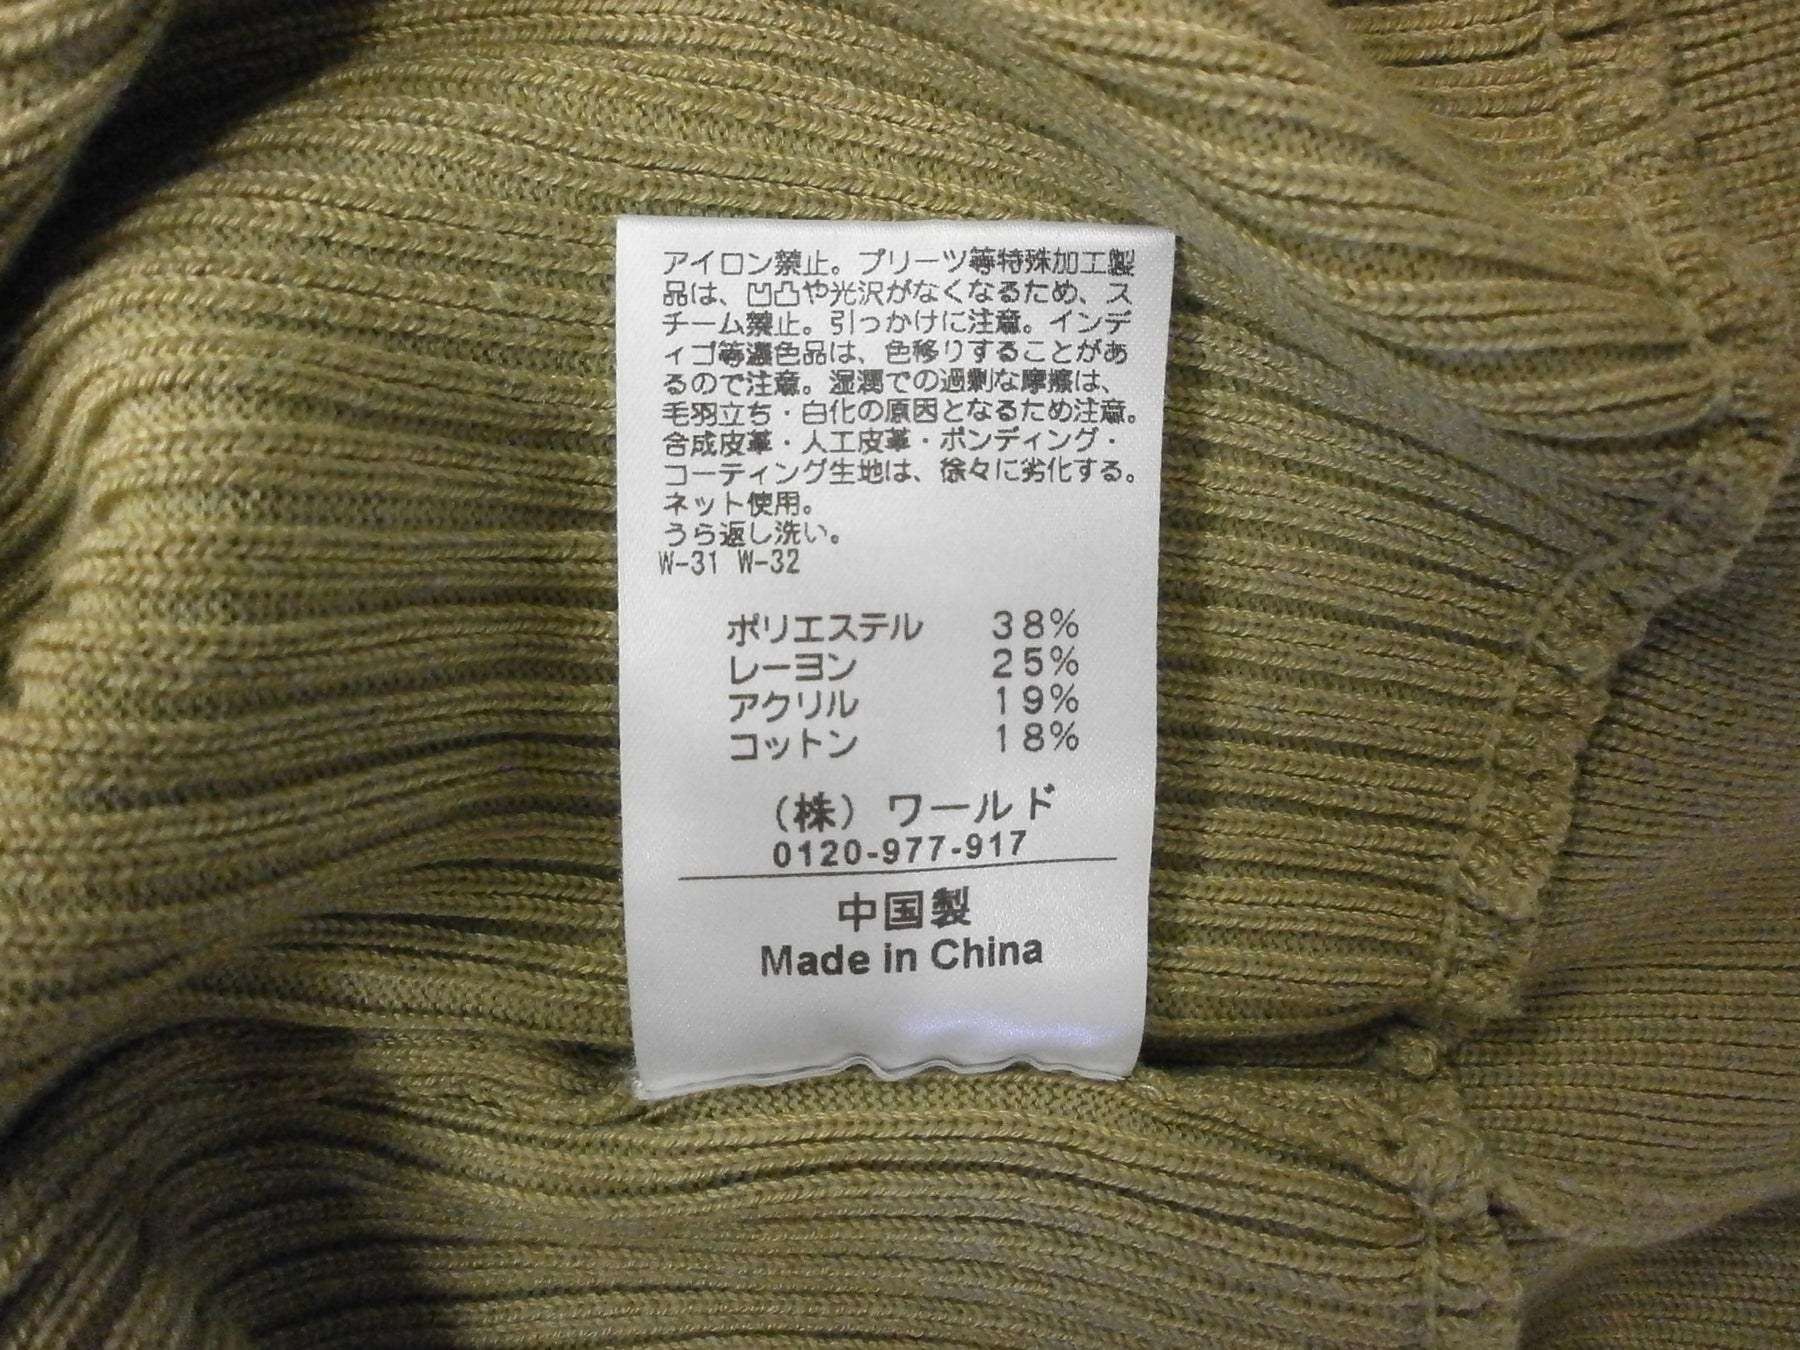 アイロン禁止。プリーツ等特殊加工製
品は、凹凸や光沢がなくなるため、ス
チーム禁止。引っかけに注意。インデ
ィゴ等濃色品は、色移りすることがあ
るので注意。湿潤での過剰な摩擦は、
毛羽立ち・白化の原因となるため注意。
合成皮革・人工皮革・ボンディング・
コーティング生地は、徐々に劣化する。
ネット使用。
うら返し洗い。
W-31 W-32
ポリエステル 38%
レーヨン 25%
アクリル 19%
コットン 18%
（株）ワールド
0120-977-917
中国製
Made in China